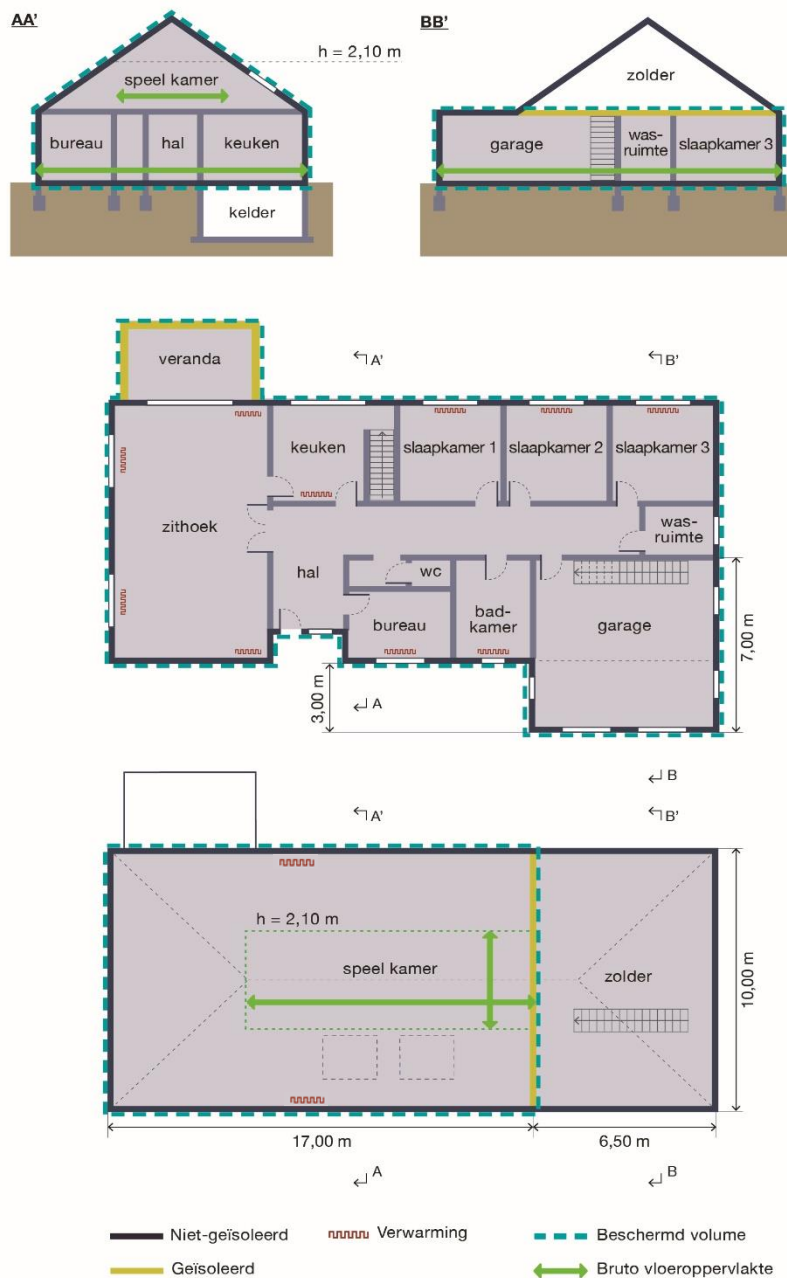 AA'
BB'
h = 2,10 m
speel kamer
zolder
bureau
hal
keuken
garage
was-
ruimte
slaapkamer 3
kelder
veranda
A'
B'
keuken
slaapkamer 1
slaapkamer 2
slaapkamer 3
zithoek
was-
ruimte
hal
wc
bureau
bad-
kamer
garage
7,00 m
3,00 m
A
B
A'
B'
h = 2,10 m
speel kamer
zolder
10,00 m
17,00 m
6,50 m
A
B
Niet-geïsoleerd
Verwarming
Beschermd volume
Geïsoleerd
Bruto vloeroppervlakte